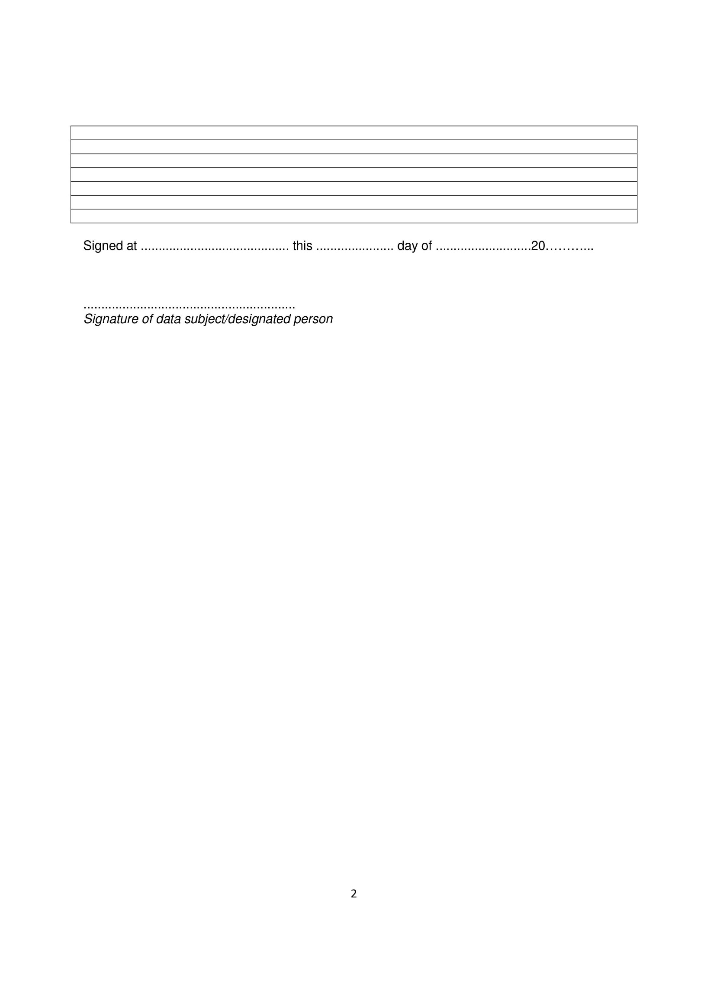 Signed at .......................................... this ...................... day of ...........................20………....
............................................................
Signature of data subject/designated person
2